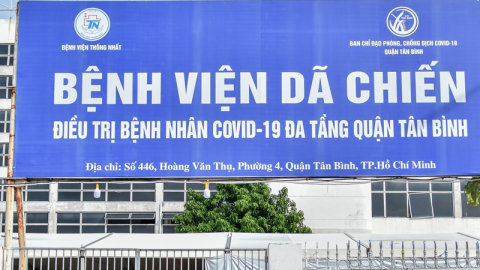 TN
BỆNH VIỆN THỐNG NHẤT
BAN CHỈ ĐẠO PHÒNG, CHỐNG DỊCH COVID-19
QUẬN TÂN BÌNH
BỆNH VIỆN DÃ CHIẾN
ĐIỀU TRỊ BỆNH NHÂN COVID-19 ĐA TẦNG QUẬN TÂN BÌNH
Địa chỉ: Số 446, Hoàng Văn Thụ, Phường 4, Quận Tân Bình, TP.Hồ Chí Minh